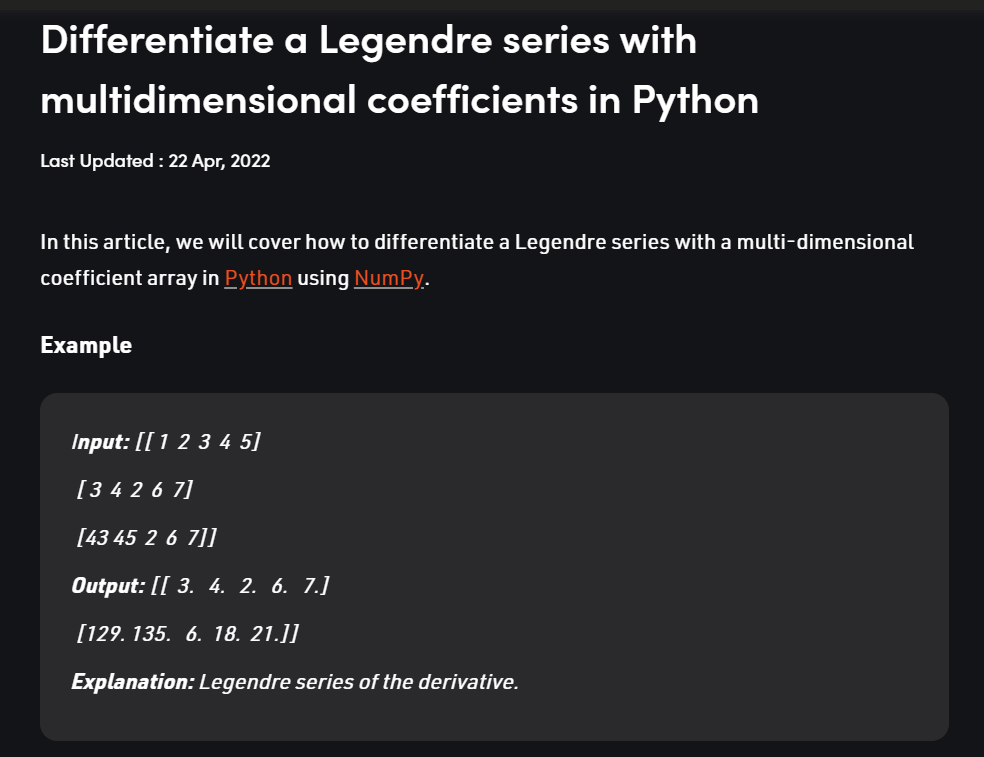 Differentiate a Legendre series with
multidimensional coefficients in Python
Last Updated : 22 Apr, 2022
In this article, we will cover how to differentiate a Legendre series with a multi-dimensional
coefficient array in Python using NumPy.
Example
Input: [[ 1 2 3 4 5]
[ 3 4 2 6 7]
[43 45 2 6 7]]
Output: [[ 3. 4. 2. 6. 7.]
[129. 135. 6. 18. 21.]]
Explanation: Legendre series of the derivative.